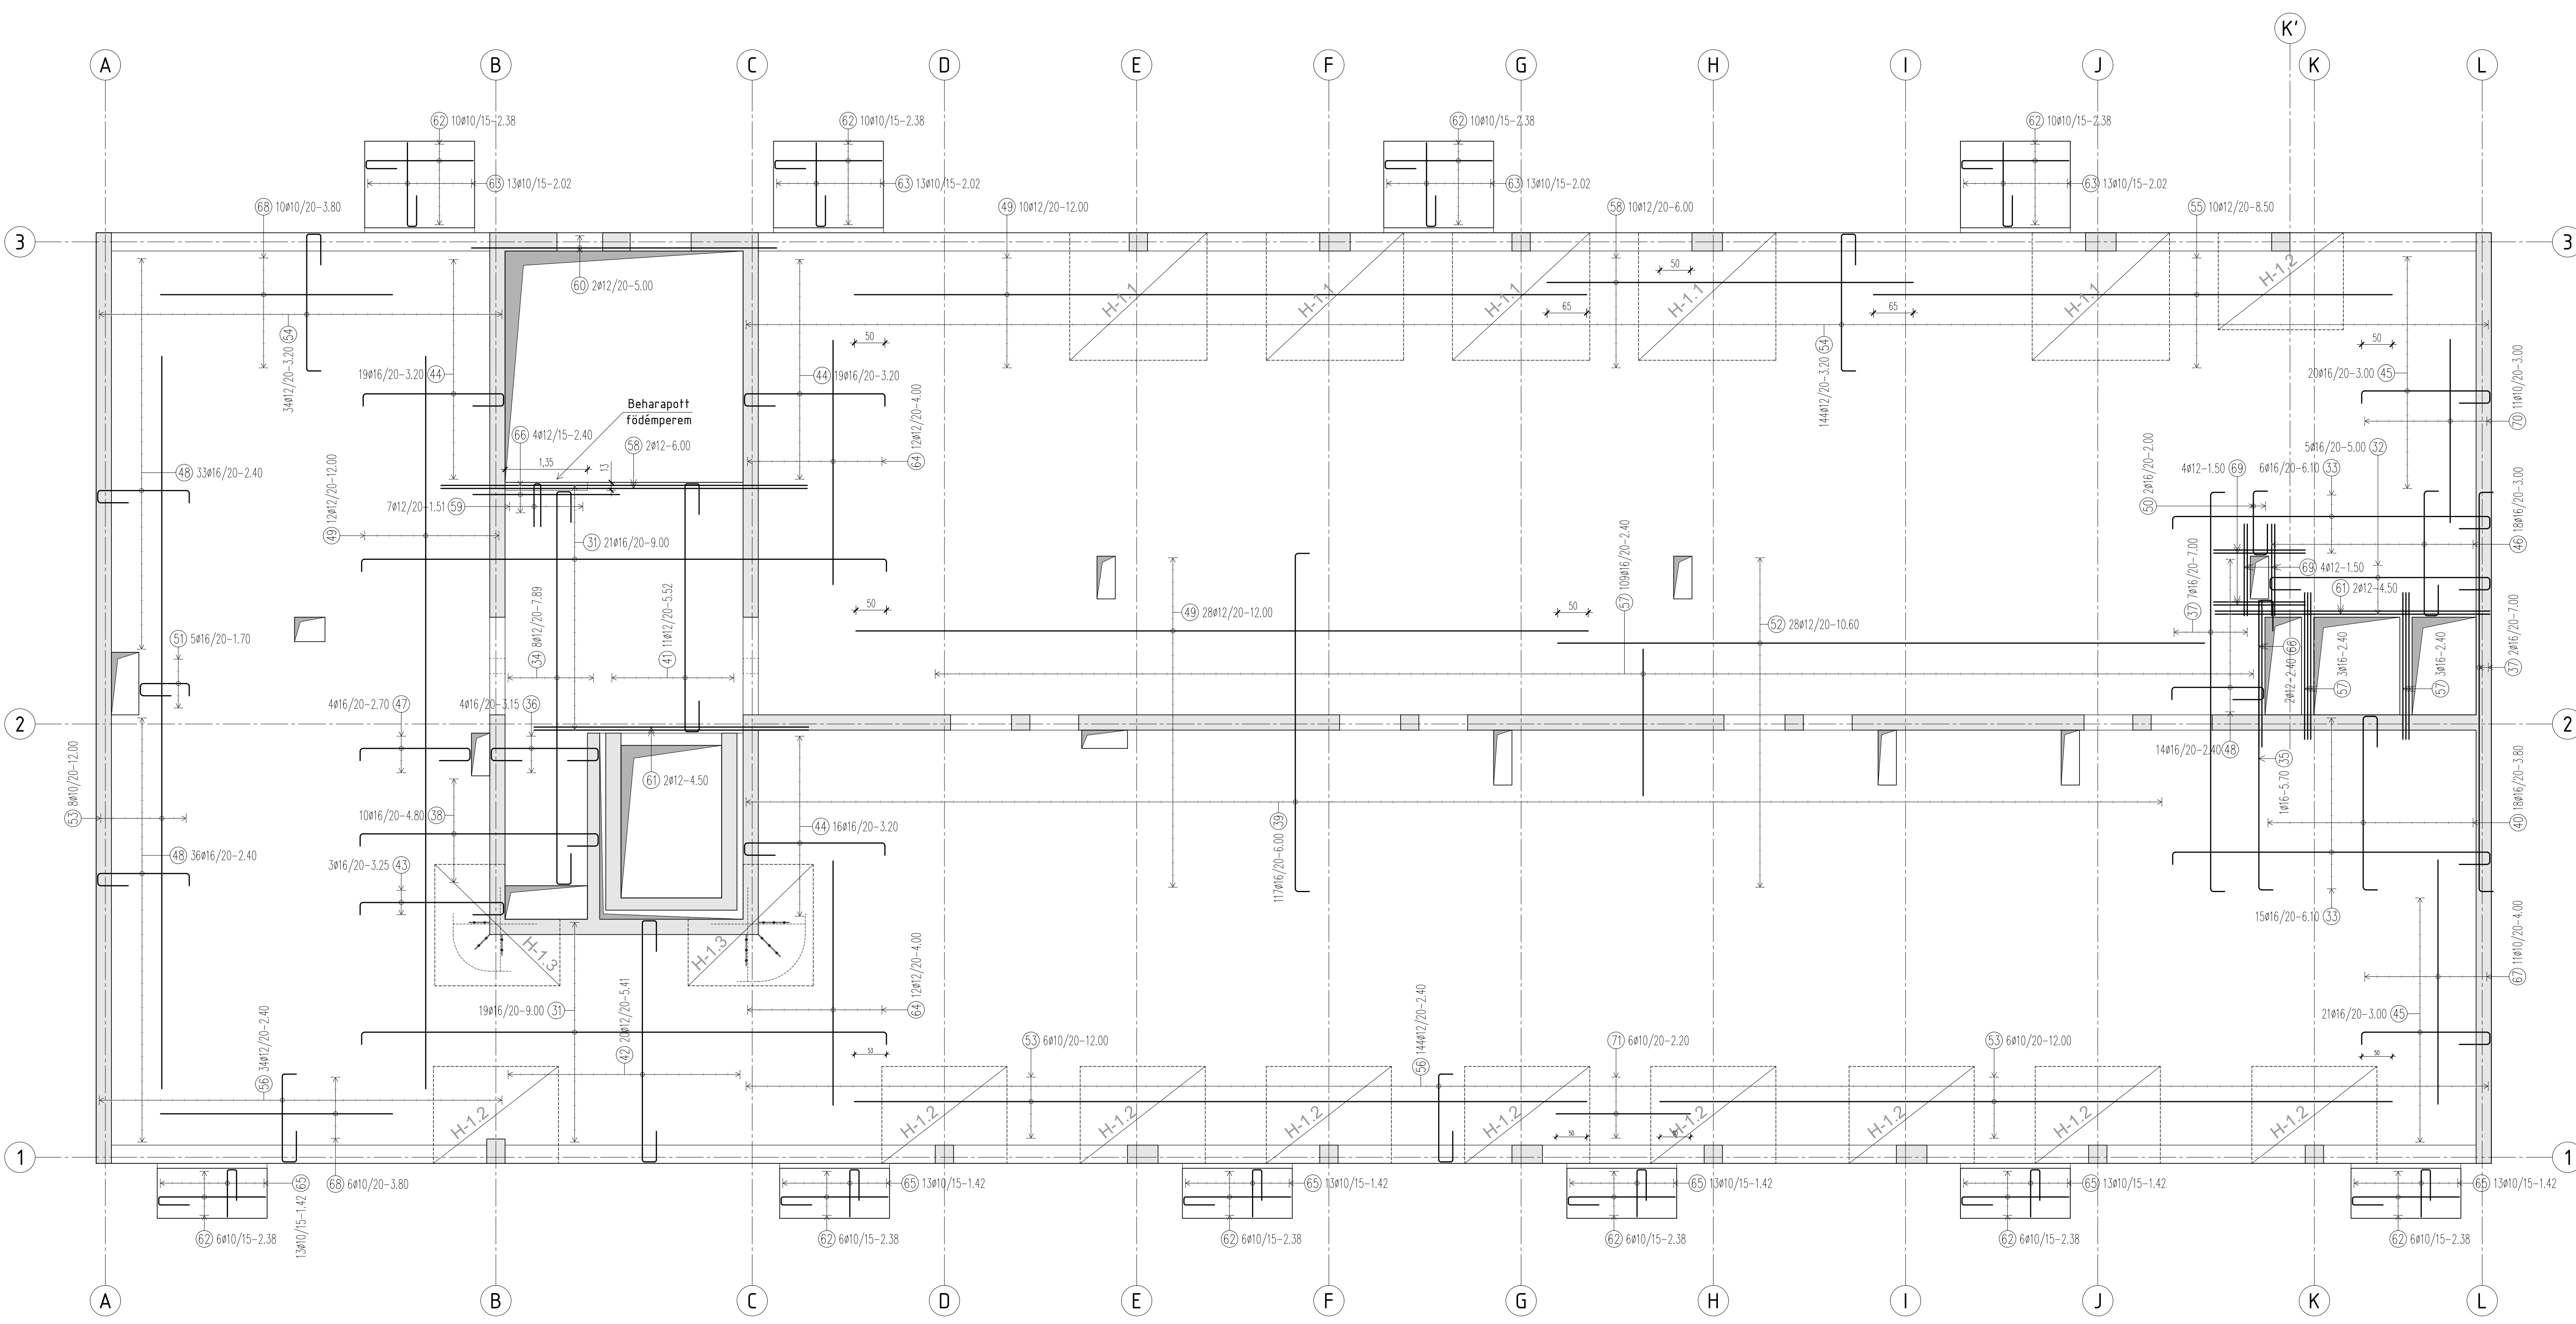 K'
A
B
C
D
E
F
G
H
I
J
K
L
62 10ø10/15-2.38
62 10ø10/15-2.38
62 10ø10/15-2.38
62 10ø10/15-2.38
63 13ø10/15-2.02
63 13ø10/15-2.02
63 13ø10/15-2.02
63 13ø10/15-2.02
68 10ø10/20-3.80
49 10ø12/20-12.00
58 10ø12/20-6.00
55 10ø12/20-8.50
3
3
60 2ø12/20-5.00
H-1.1
H-1.1
H-1.1
H-1.1
H-1.1
H-1.2
50
65
65
50
50
34ø12/20-3.20 54
144ø12/20-3.20 54
19ø16/20-3.20 44
44 19ø16/20-3.20
20ø16/20-3.00 45
70 11ø10/20-3.00
Beharapott
födémperem
64 12ø12/20-4.00
66 4ø12/15-2.40
58 2ø12-6.00
1,35
13
7ø12/20-1.51 59
48 33ø16/20-2.40
49 12ø12/20-12.00
31 21ø16/20-9.00
5ø16/20-5.00 32
4ø12-1.50 69
6ø16/20-6.10 33
50 2ø16/20-2.00
46 18ø16/20-3.00
69 4ø12-1.50
61 2ø12-4.50
37 7ø16/20-7.00
37 2ø16/20-7.00
34 8ø12/20-7.89
41 11ø12/20-5.52
50
50
49 28ø12/20-12.00
57 109ø16/20-2.40
52 28ø12/20-10.60
51 5ø16/20-1.70
2ø12-2.40 66
57 3ø16-2.40
57 3ø16-2.40
4ø16/20-2.70 47
4ø16/20-3.15 36
2
2
14ø16/20-2.40 48
1ø16-5.70 35
61 2ø12-4.50
53 8ø10/20-12.00
10ø16/20-4.80 38
44 16ø16/20-3.20
40 18ø16/20-3.80
48 36ø16/20-2.40
3ø16/20-3.25 43
117ø16/20-6.00 39
15ø16/20-6.10 33
H-1.3
H-1.3
64 12ø12/20-4.00
67 11ø10/20-4.00
19ø16/20-9.00 31
42 20ø12/20-5.41
21ø16/20-3.00 45
56 34ø12/20-2.40
53
53 6ø10/20-12.00
56 144ø12/20-2.40
71 6ø10/20-2.20
53 6ø10/20-12.00
50
H-1.2
H-1.2
H-1.2
H-1.2
H-1.2
H-1.2
H-1.2
H-1.2
H-1.2
50
1
1
13ø10/15-1.42 65
68 6ø10/20-3.80
65 13ø10/15-1.42
65 13ø10/15-1.42
65 13ø10/15-1.42
65 13ø10/15-1.42
65 13ø10/15-1.42
62 6ø10/15-2.38
62 6ø10/15-2.38
62 6ø10/15-2.38
62 6ø10/15-2.38
62 6ø10/15-2.38
62 6ø10/15-2.38
A
B
C
D
E
F
G
H
I
J
K
L